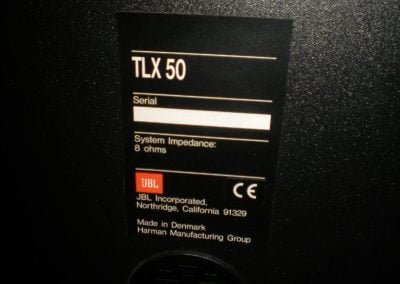 TLX 50
Serial
System Impedance:
8 ohms
JBL CE
JBL Incorporated,
Northridge, California 91329
Made in Denmark
Harman Manufacturing Group